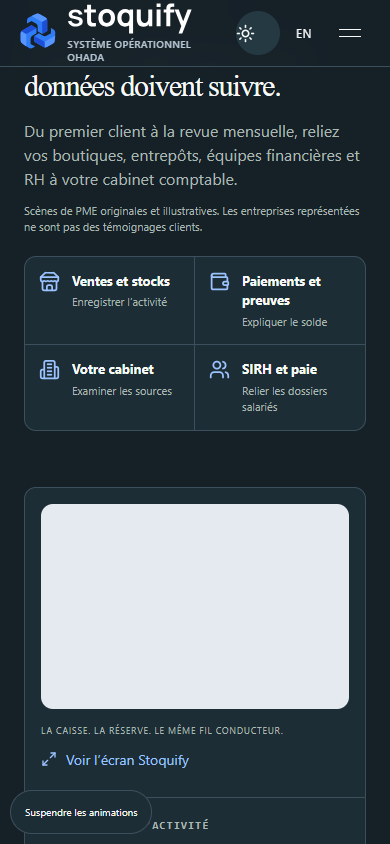 stoquify
SYSTÈME OPÉRATIONNEL
OHADA
EN
données doivent suivre.
Du premier client à la revue mensuelle, reliez
vos boutiques, entrepôts, équipes financières et
RH à votre cabinet comptable.
Scènes de PME originales et illustratives. Les entreprises représentées
ne sont pas des témoignages clients.
Ventes et stocks
Enregistrer l'activité
Paiements et
preuves
Expliquer le solde
Votre cabinet
Examiner les sources
SIRH et paie
Relier les dossiers
salariés
LA CAISSE. LA RÉSERVE. LE MÊME FIL CONDUCTEUR.
Voir l'écran Stoquify
Suspendre les animations
ACTIVITÉ